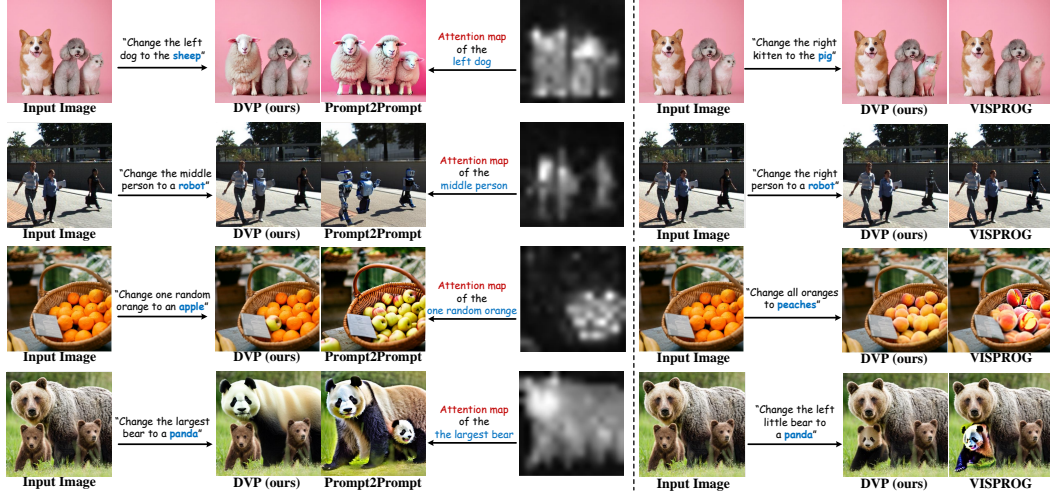 "Change the left
dog to the sheep"
Attention map
of the
left dog
"Change the right
kitten to the pig"
Input Image
DVP (ours)
Prompt2Prompt
Input Image
DVP (ours)
VISPROG
"Change the middle
person to a robot"
Attention map
of the
middle person
"Change the right
person to a robot"
Input Image
DVP (ours)
Prompt2Prompt
Input Image
DVP (ours)
VISPROG
"Change one random
orange to an apple"
Attention map
of the
one random orange
"Change all oranges
to peaches"
Input Image
DVP (ours)
Prompt2Prompt
Input Image
DVP (ours)
VISPROG
"Change the largest
bear to a panda"
Attention map
of the
the largest bear
"Change the left
little bear to
a panda"
Input Image
DVP (ours)
Prompt2Prompt
Input Image
DVP (ours)
VISPROG